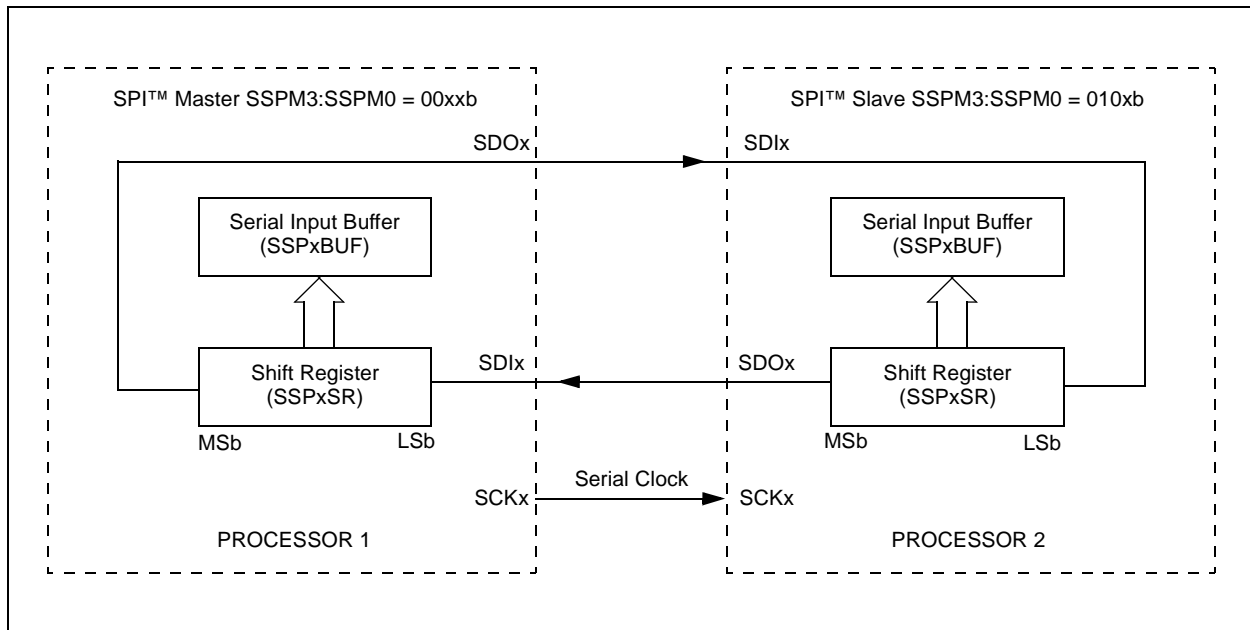 SPI™ Master SSPM3:SSPM0 = 00xxb
SPI™ Slave SSPM3:SSPM0 = 010xb
SDOx
SDIx
Serial Input Buffer
(SSPxBUF)
Serial Input Buffer
(SSPxBUF)
Shift Register
(SSPxSR)
SDIx
SDOx
Shift Register
(SSPxSR)
MSb
LSb
MSb
LSb
Serial Clock
SCKx
SCKx
PROCESSOR 1
PROCESSOR 2